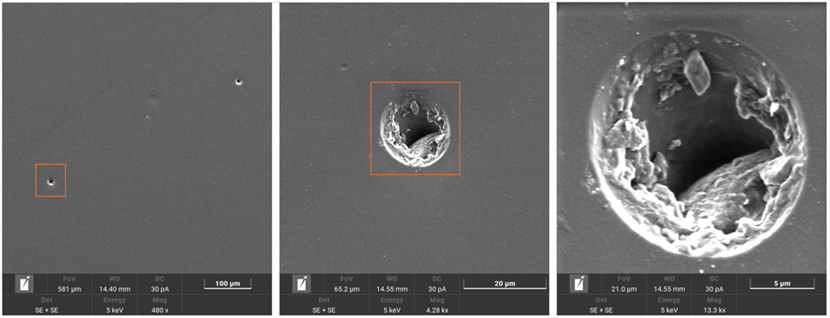 FoV WD BC
581 µm 14.40 mm 30 pA 100 µm
Det Energy Mag
SE + SE 5 keV 480 x
FoV WD BC
65.2 µm 14.55 mm 30 pA 20 µm
Det Energy Mag
SE + SE 5 keV 4.28 kx
FoV WD BC
21.0 µm 14.55 mm 30 pA 5 µm
Det Energy Mag
SE + SE 5 keV 13.3 kx